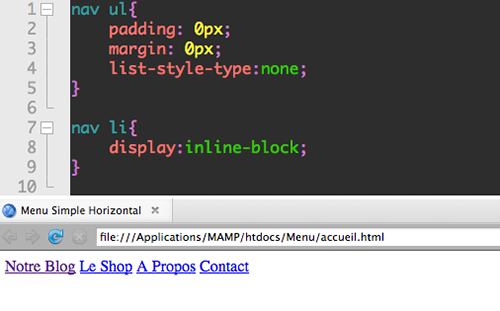 1 nav ul{
2 padding: 0px;
3 margin: 0px;
4 list-style-type:none;
5 }
6
7 nav li{
8 display:inline-block;
9 }
10
Menu Simple Horizontal
file:///Applications/MAMP/htdocs/Menu/accueil.html
Notre Blog Le Shop A Propos Contact